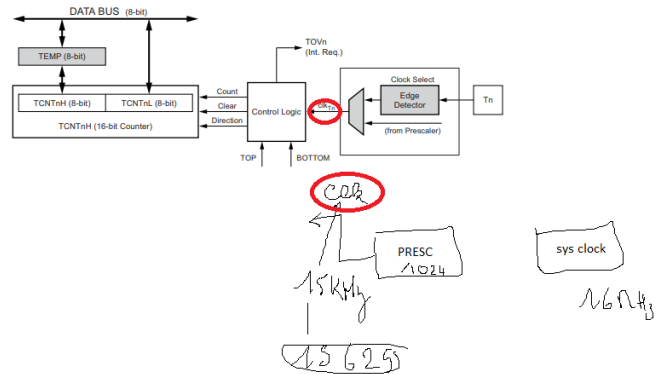 DATA BUS (8-bit)
TOVn
(Int. Req.)
TEMP (8-bit)
Clock Select
Count
Edge
Detector
TCNTnH (8-bit) TCNTnL (8-bit)
Clear
Control Logic
clkTn
Tn
Direction
TCNTnH (16-bit Counter)
(from Prescaler)
TOP
BOTTOM
clk
PRESC
/1024
sys clock
15KHz
16MHz
15625